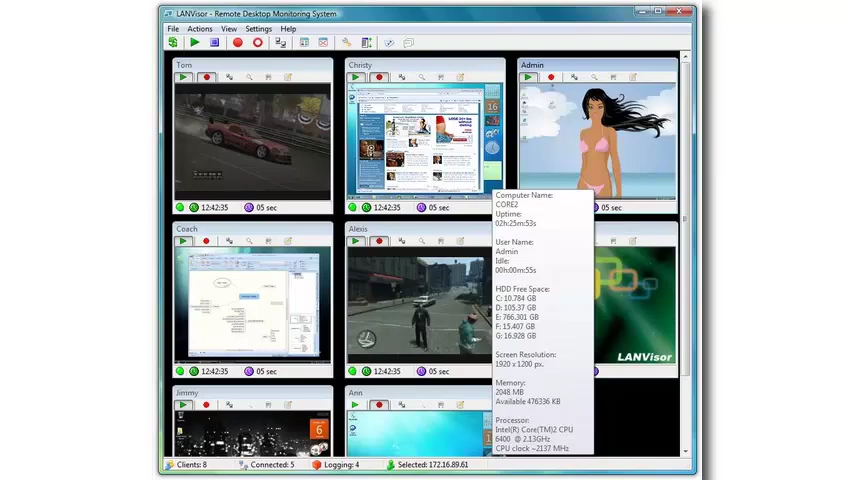 LANVisor - Remote Desktop Monitoring System
File Actions View Settings Help
Tom
Christy
Admin
16
12:42:35 05 sec
12:42:35 05 sec
05 sec
Computer Name:
CORE2
Uptime:
02h:25m:53s
User Name:
Admin
Idle:
00h:00m:55s
HDD Free Space:
C: 10.784 GB
D: 105.37 GB
E: 766.301 GB
F: 15.407 GB
G: 16.928 GB
Screen Resolution:
1920 x 1200 px.
Memory:
2048 MB
Available 476336 KB
Processor:
Intel(R) Core(TM)2 CPU
6400 @ 2.13GHz
CPU clock ~2137 MHz
Coach
Alexis
LANVisor
12:42:35 05 sec
12:42:35 05 sec
Jimmy
Ann
6
Clients: 8 Connected: 5 Logging: 4 Selected: 172.16.89.61